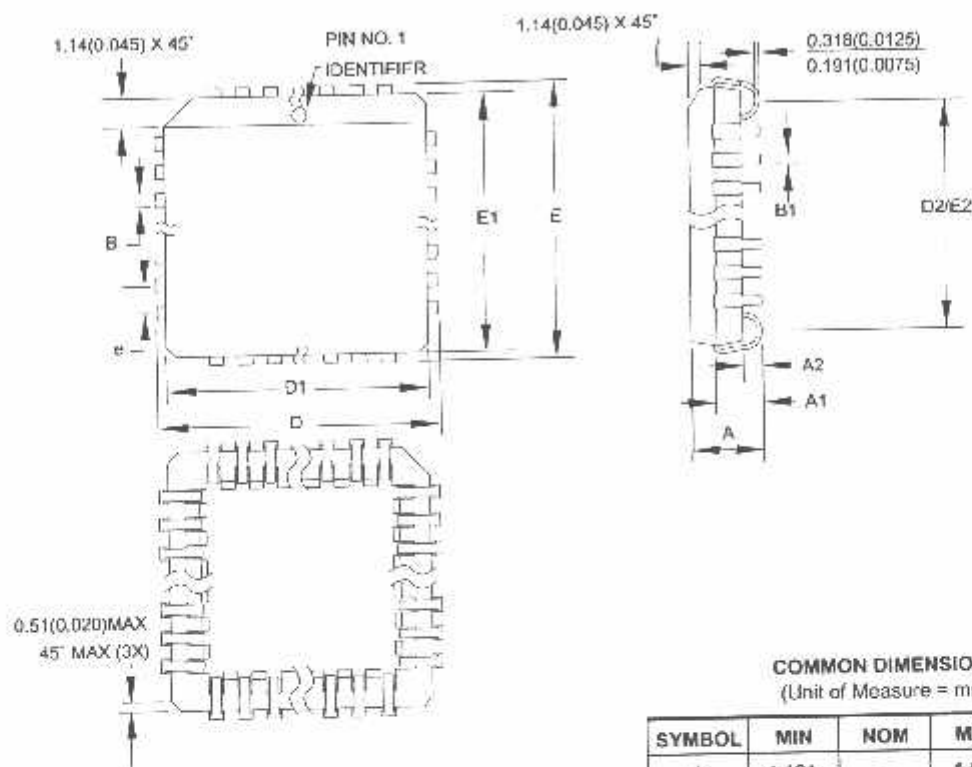 1.14(0.045) X 45°
PIN NO. 1
IDENTIFIER
1.14(0.045) X 45°
0.318(0.0125)
0.191(0.0075)
E1
E
B
e
D1
D
B1
D2/E2
A2
A1
A
0.51(0.020)MAX
45° MAX (3X)
COMMON
(Unit of Measure =
SYMBOL MIN NOM